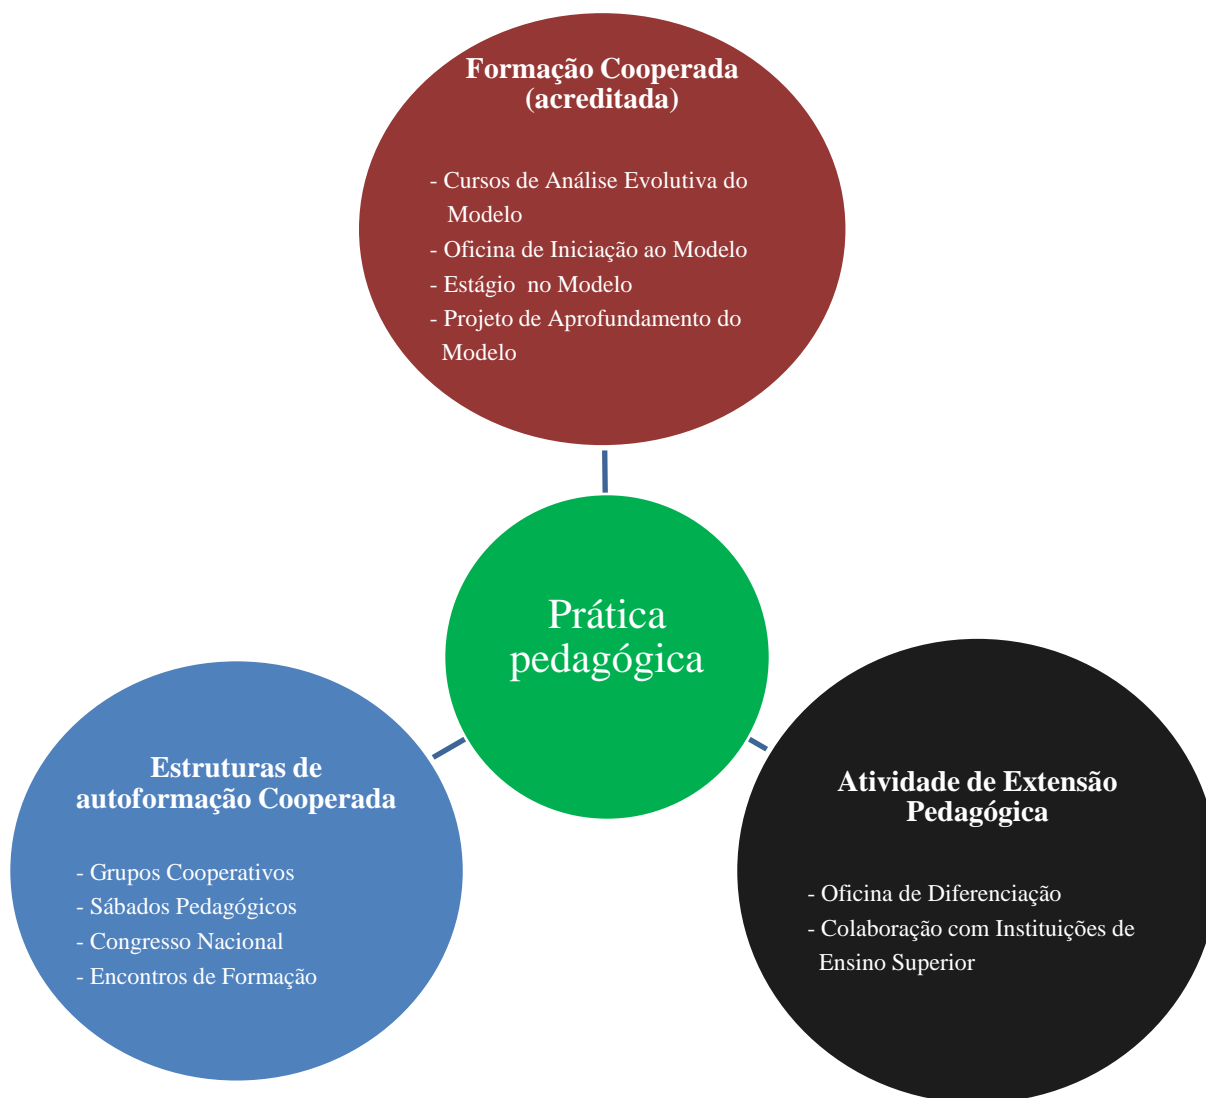 Formação Cooperada
(acreditada)
- Cursos de Análise Evolutiva do
Modelo
- Oficina de Iniciação ao Modelo
- Estágio no Modelo
- Projeto de Aprofundamento do
Modelo
Prática
pedagógica
Estruturas de
autoformação Cooperada
- Grupos Cooperativos
- Sábados Pedagógicos
- Congresso Nacional
- Encontros de Formação
Atividade de Extensão
Pedagógica
- Oficina de Diferenciação
- Colaboração com Instituições de
Ensino Superior